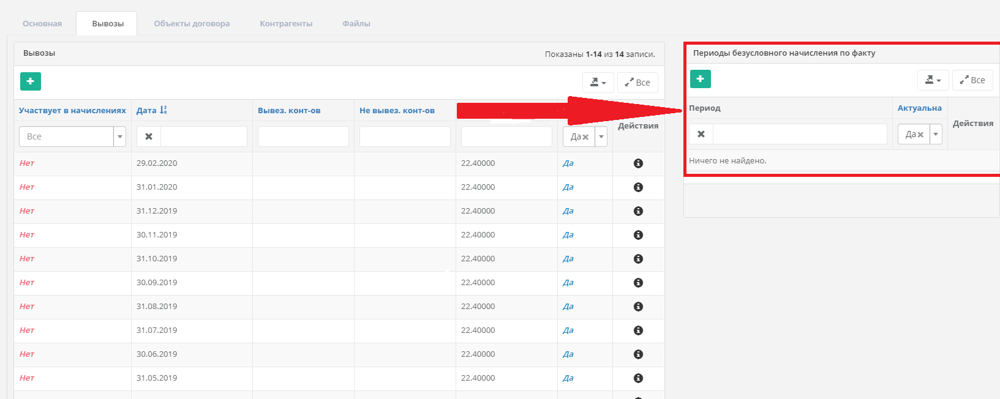 Основная Вывозы Объекты договора Контрагенты Файлы
Вывозы Показаны 1-14 из 14 записи.
Все
Участвует в начислениях Дата Вывез. конт-ов Не вывез. конт-ов Действия
Все Да
Нет 29.02.2020 22.40000 Да
Нет 31.01.2020 22.40000 Да
Нет 31.12.2019 22.40000 Да
Нет 30.11.2019 22.40000 Да
Нет 31.10.2019 22.40000 Да
Нет 30.09.2019 22.40000 Да
Нет 31.08.2019 22.40000 Да
Нет 31.07.2019 22.40000 Да
Нет 30.06.2019 22.40000 Да
Нет 31.05.2019 22.40000 Да
Периоды безусловного начисления по факту
Все
Период Актуальна Действия
Да
Ничего не найдено.